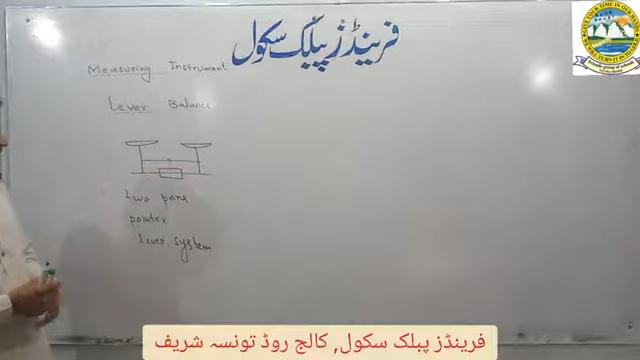 فرینڈز پبلک سکول
Measuring Instrument
Lever Balance
two pans
pointer
lever system
فرینڈز پبلک سکول, کالج روڈ تونسہ شریف